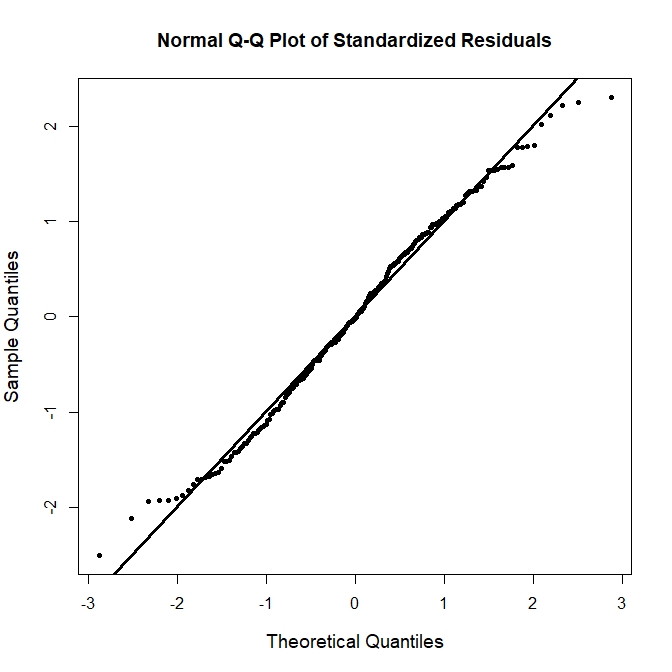 Normal Q-Q Plot of Standardized Residuals
Sample Quantiles
2
1
0
-1
-2
-3 -2 -1 0 1 2 3
Theoretical Quantiles